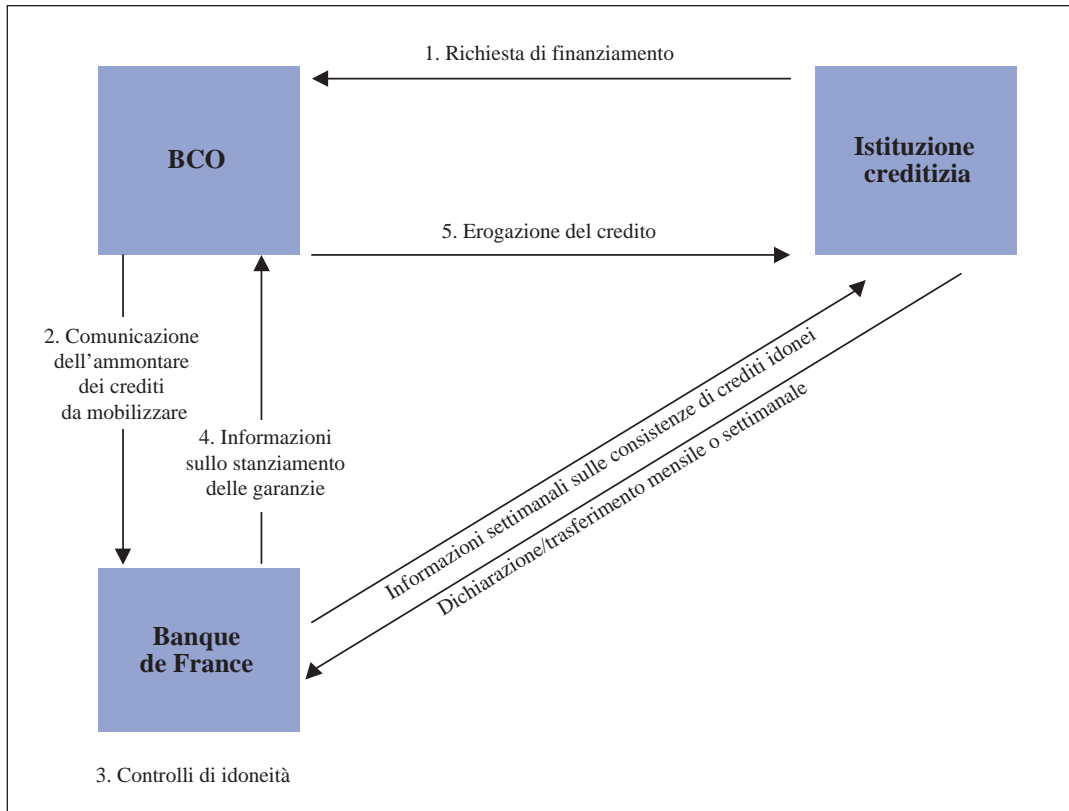 1. Richiesta di finanziamento
BCO
Istituzione
creditizia
5. Erogazione del credito
2. Comunicazione
dell’ammontare
dei crediti
da mobilizzare
4. Informazioni
sullo stanziamento
delle garanzie
Informazioni settimanali sulle consistenze di crediti idonei
Dichiarazione/trasferimento mensile o settimanale
Banque
de France
3. Controlli di idoneità